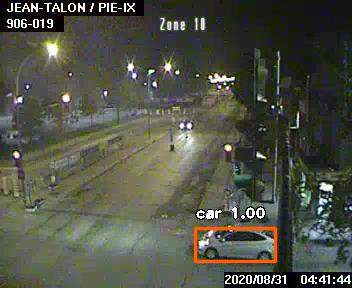 JEAN-TALON / PIE-IX
906-019
Zone 10
car 1.00
2020/08/31 04:41:44